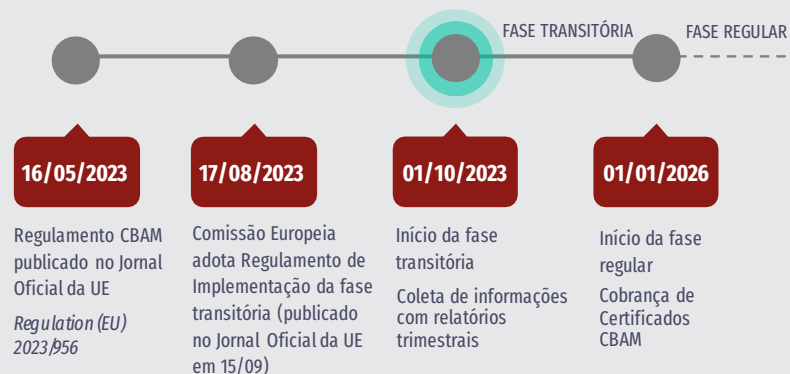 FASE TRANSITÓRIA
FASE REGULAR
16/05/2023
Regulamento CBAM
publicado no Jornal
Oficial da UE
Regulation (EU)
2023/956
17/08/2023
Comissão Europeia
adota Regulamento de
Implementação da fase
transitória (publicado
no Jornal Oficial da UE
em 15/09)
01/10/2023
Início da fase
transitória
Coleta de informações
com relatórios
trimestrais
01/01/2026
Início da fase
regular
Cobrança de
Certificados
CBAM